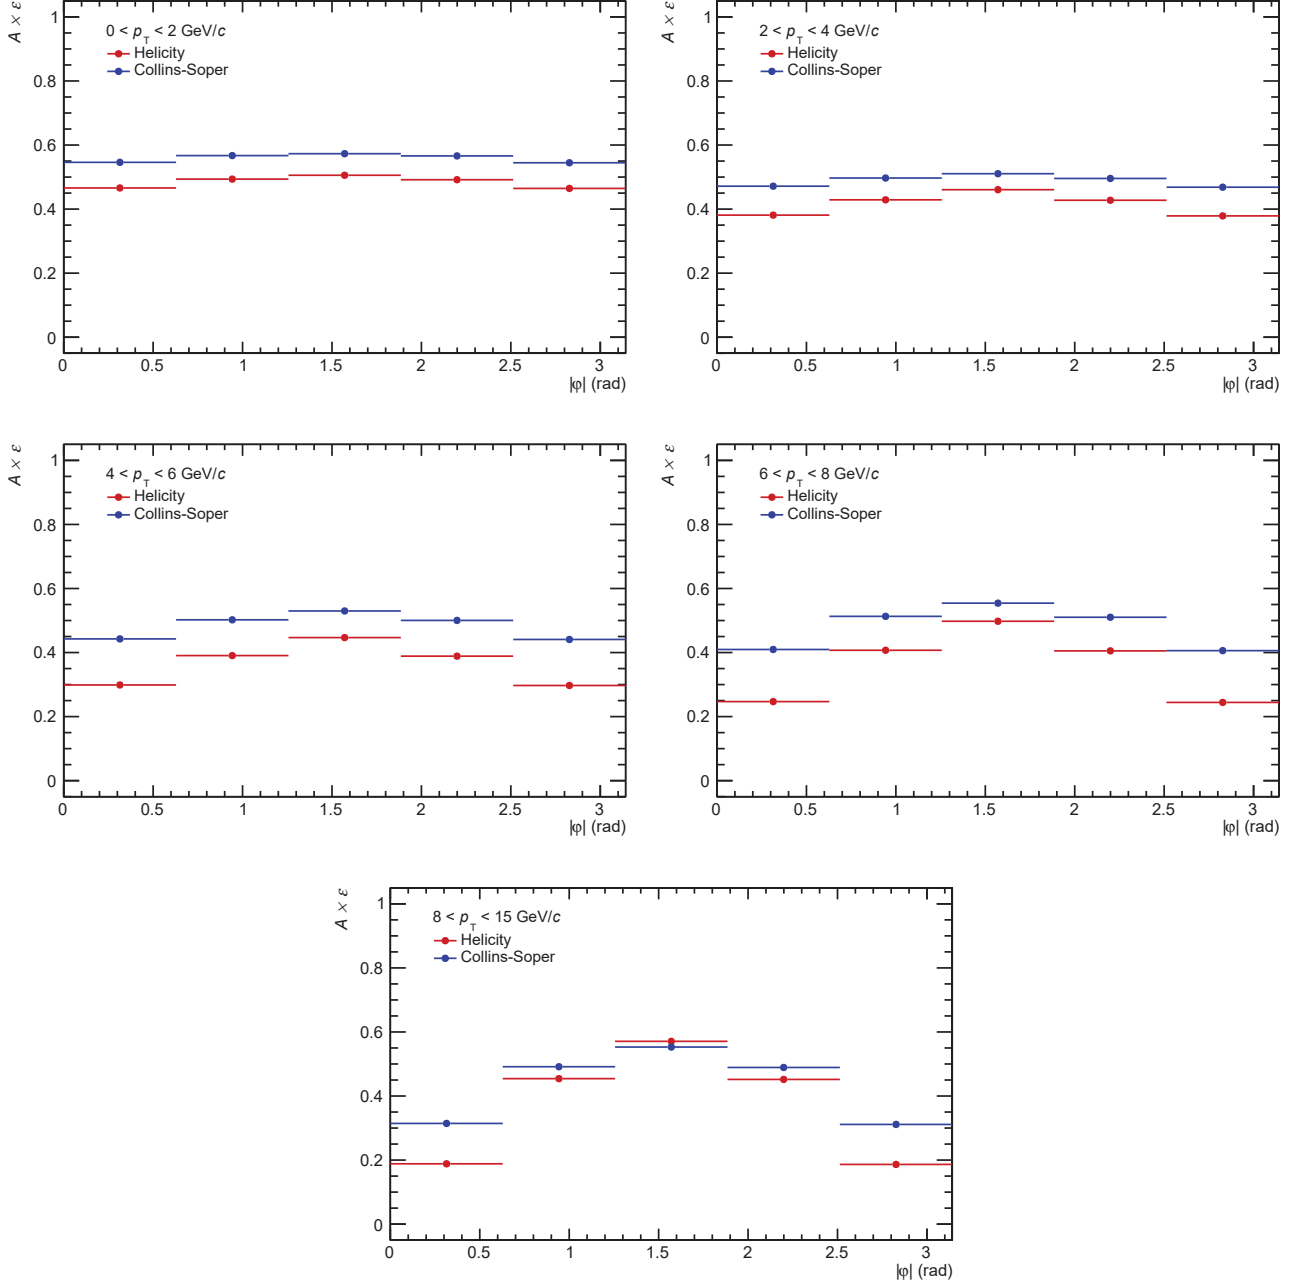 A × ε
0 < p_T < 2 GeV/c
Helicity
Collins-Soper
1
0.8
0.6
0.4
0.2
0
0 0.5 1 1.5 2 2.5 3
|φ| (rad)
A × ε
2 < p_T < 4 GeV/c
Helicity
Collins-Soper
1
0.8
0.6
0.4
0.2
0
0 0.5 1 1.5 2 2.5 3
|φ| (rad)
A × ε
4 < p_T < 6 GeV/c
Helicity
Collins-Soper
1
0.8
0.6
0.4
0.2
0
0 0.5 1 1.5 2 2.5 3
|φ| (rad)
A × ε
6 < p_T < 8 GeV/c
Helicity
Collins-Soper
1
0.8
0.6
0.4
0.2
0
0 0.5 1 1.5 2 2.5 3
|φ| (rad)
A × ε
8 < p_T < 15 GeV/c
Helicity
Collins-Soper
1
0.8
0.6
0.4
0.2
0
0 0.5 1 1.5 2 2.5 3
|φ| (rad)